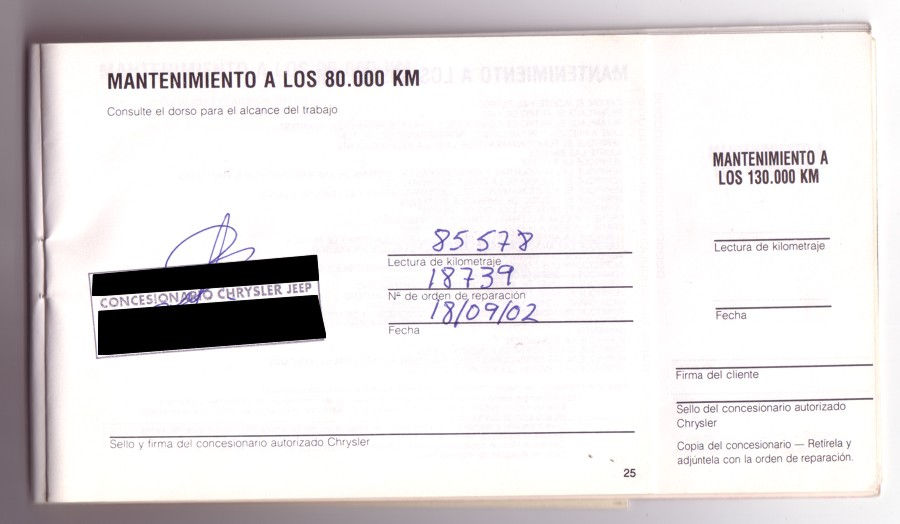 MANTENIMIENTO A LOS 80.000 KM
Consulte el dorso para el alcance del trabajo
85578
Lectura de kilometraje
18739
Nº de orden de reparación
18/09/02
Fecha
CONCESIONARIO CHRYSLER JEEP
Sello y firma del concesionario autorizado Chrysler
25
MANTENIMIENTO A
LOS 130.000 KM
Lectura de kilometraje
Fecha
Firma del cliente
Sello del concesionario autorizado
Chrysler
Copia del concesionario — Retírela y
adjúntela con la orden de reparación.